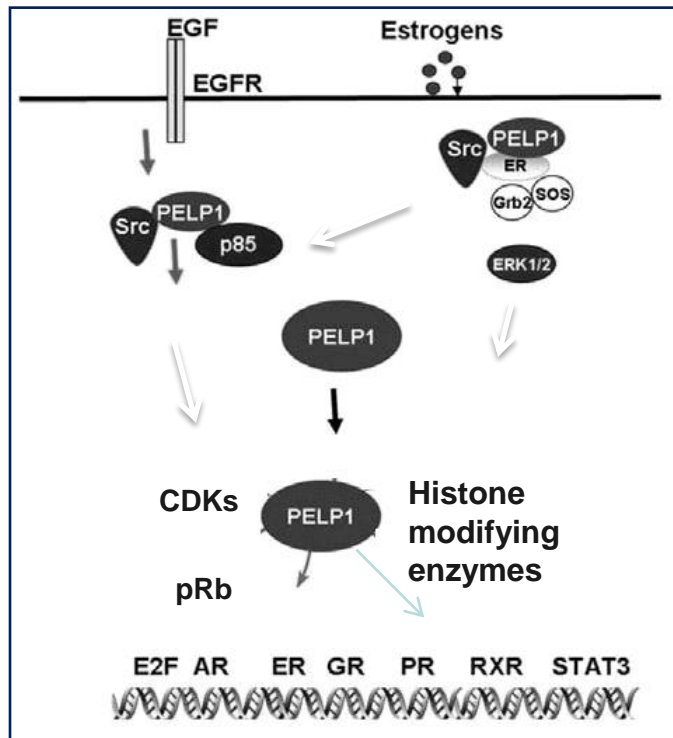 EGF
Estrogens
EGFR
Src
PELP1
ER
Grb2
SOS
Src
PELP1
p85
ERK1/2
PELP1
CDKs
PELP1
Histone
modifying
enzymes
pRb
E2F AR ER GR PR RXR STAT3